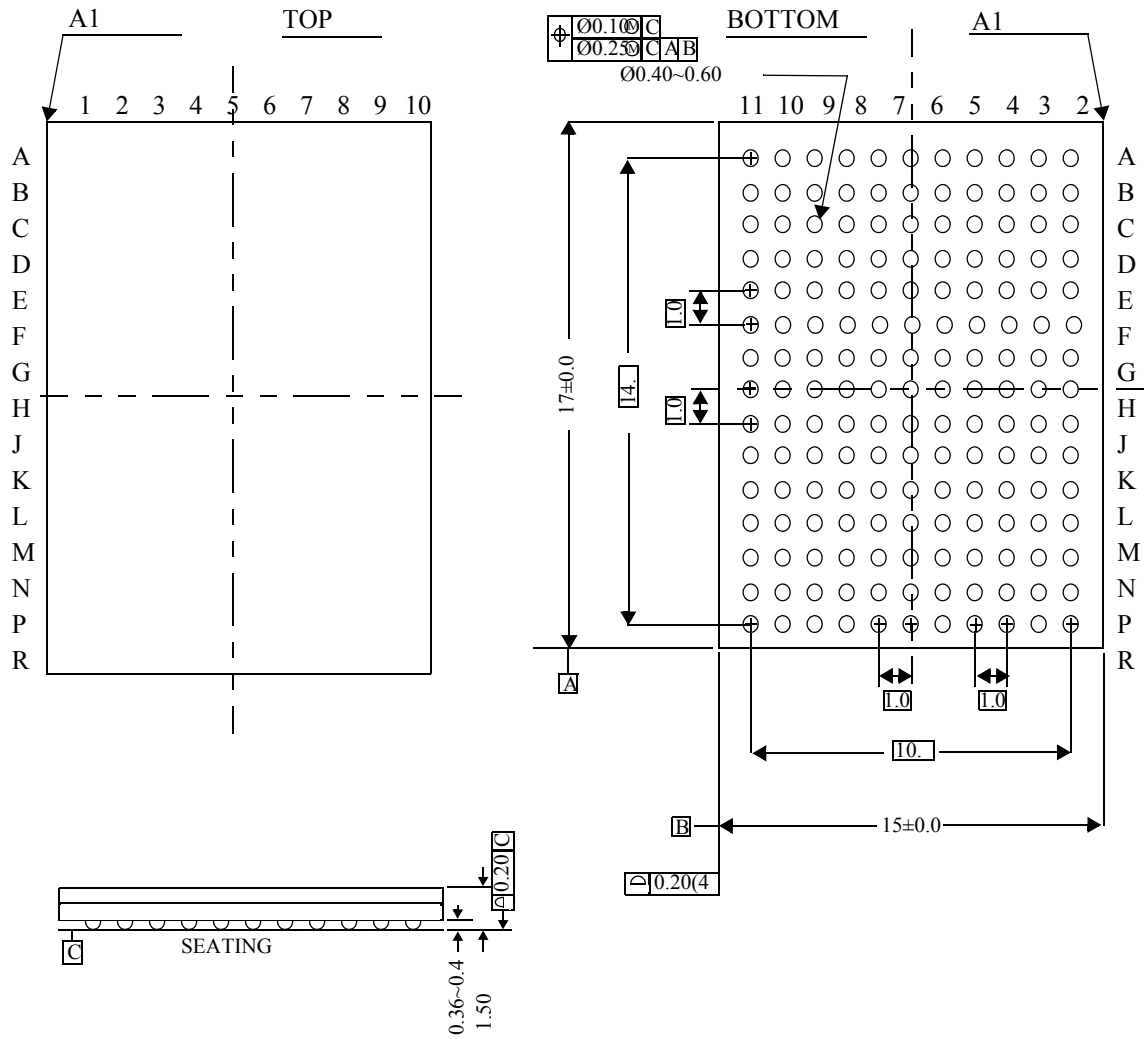 A1
TOP
Ø0.10Ⓜ C
Ø0.25Ⓜ C A B
BOTTOM
A1
Ø0.40~0.60
1 2 3 4 5 6 7 8 9 10
11 10 9 8 7 6 5 4 3 2
A
B
C
D
E
F
G
H
J
K
L
M
N
P
R
A
B
C
D
E
F
G
H
J
K
L
M
N
P
R
17±0.0
14.
1.0
1.0
A
1.0
1.0
10.
B
15±0.0
0.20(4
0.20 C
C
SEATING
0.36~0.4
1.50